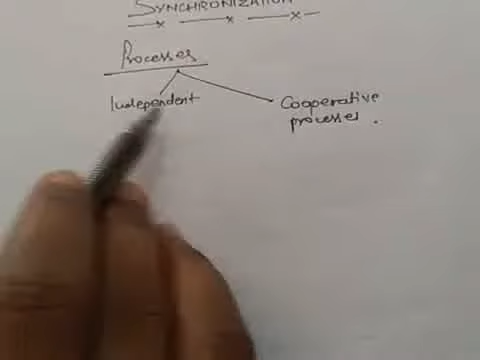 SYNCHRONIZATION
Processes
Independent
Cooperative
processes.